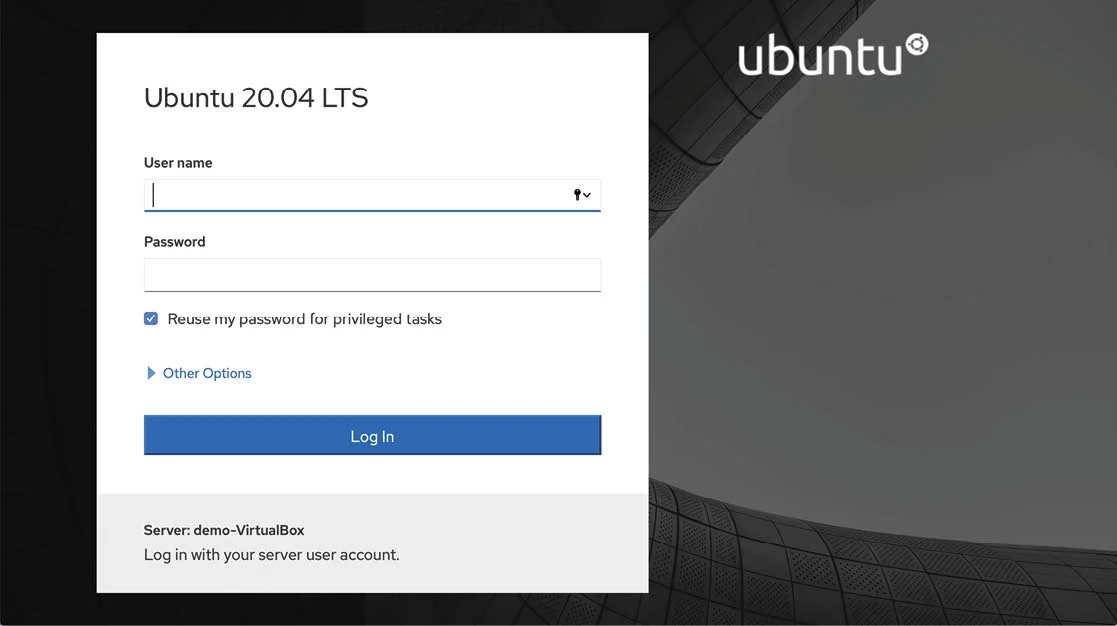 Ubuntu 20.04 LTS
ubuntu
User name
Password
Reuse my password for privileged tasks
Other Options
Log In
Server: demo-VirtualBox
Log in with your server user account.